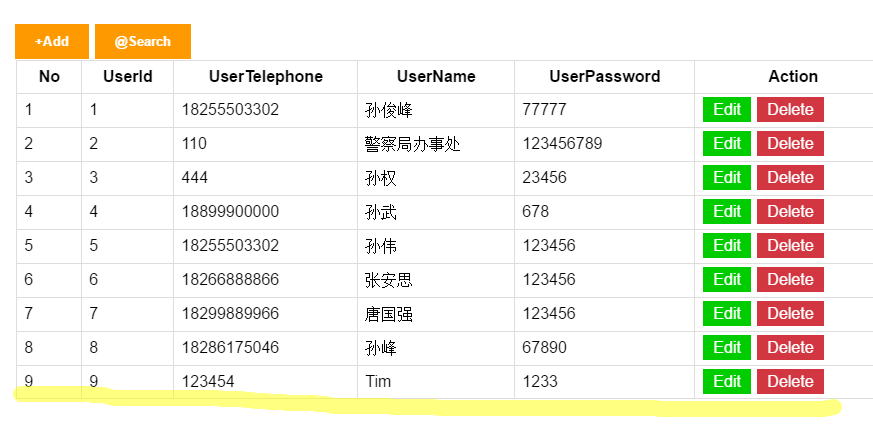 +Add @Search
No UserId UserTelephone UserName UserPassword Action
1 1 18255503302 孙俊峰 77777 Edit Delete
2 2 110 警察局办事处 123456789 Edit Delete
3 3 444 孙权 23456 Edit Delete
4 4 18899900000 孙武 678 Edit Delete
5 5 18255503302 孙伟 123456 Edit Delete
6 6 18266888866 张安思 123456 Edit Delete
7 7 18299889966 唐国强 123456 Edit Delete
8 8 18286175046 孙峰 67890 Edit Delete
9 9 123454 Tim 1233 Edit Delete